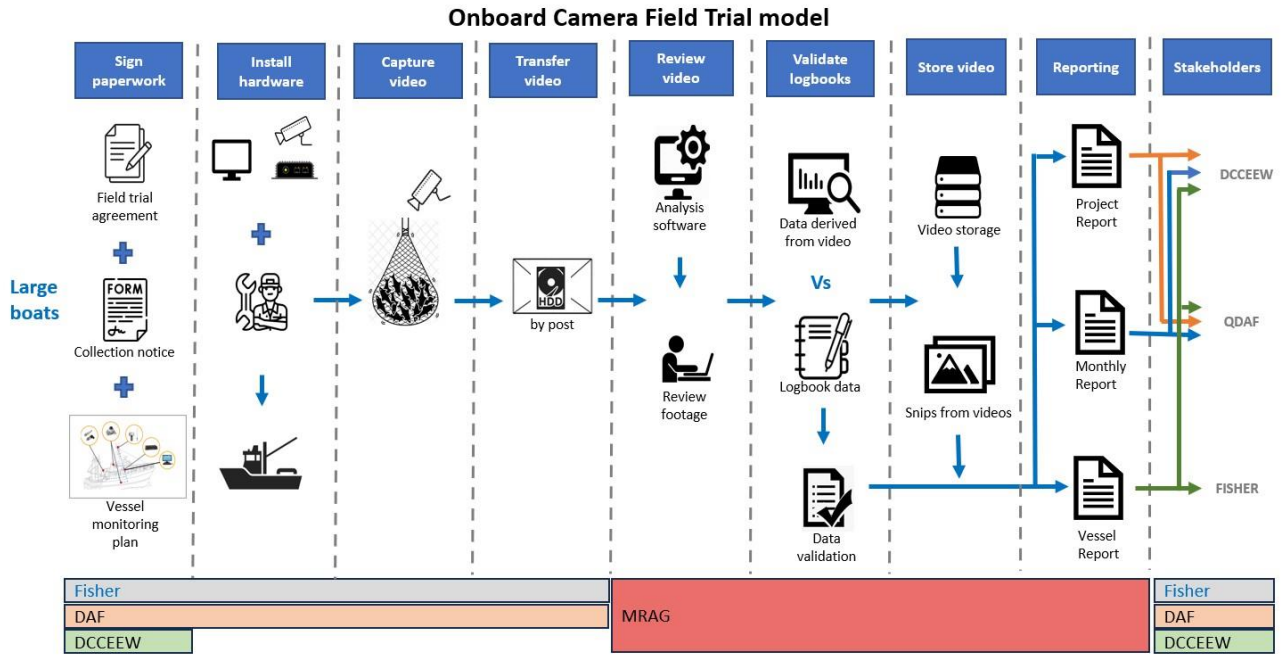 Onboard Camera Field Trial model
Sign
paperwork
Install
hardware
Capture
video
Transfer
video
Review
video
Validate
logbooks
Store video
Reporting
Stakeholders
Large
boats
Field trial
agreement
FORM
Collection notice
Vessel
monitoring
plan
HDD
by post
Analysis
software
Review
footage
Data derived
from video
Vs
Logbook data
Data
validation
Video storage
Snips from videos
Project
Report
Monthly
Report
Vessel
Report
DCCEEW
QDAF
FISHER
Fisher
DAF
DCCEEW
MRAG
Fisher
DAF
DCCEEW